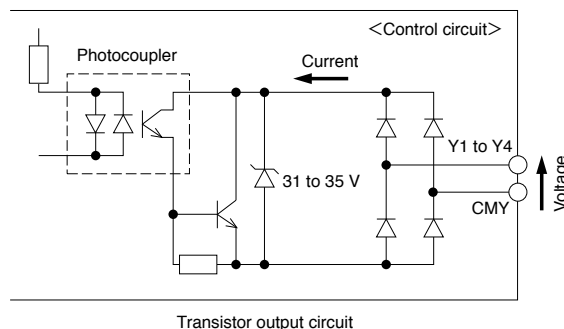 <Control circuit>
Photocoupler
Current
Y1 to Y4
31 to 35 V
CMY
Voltage
Transistor output circuit